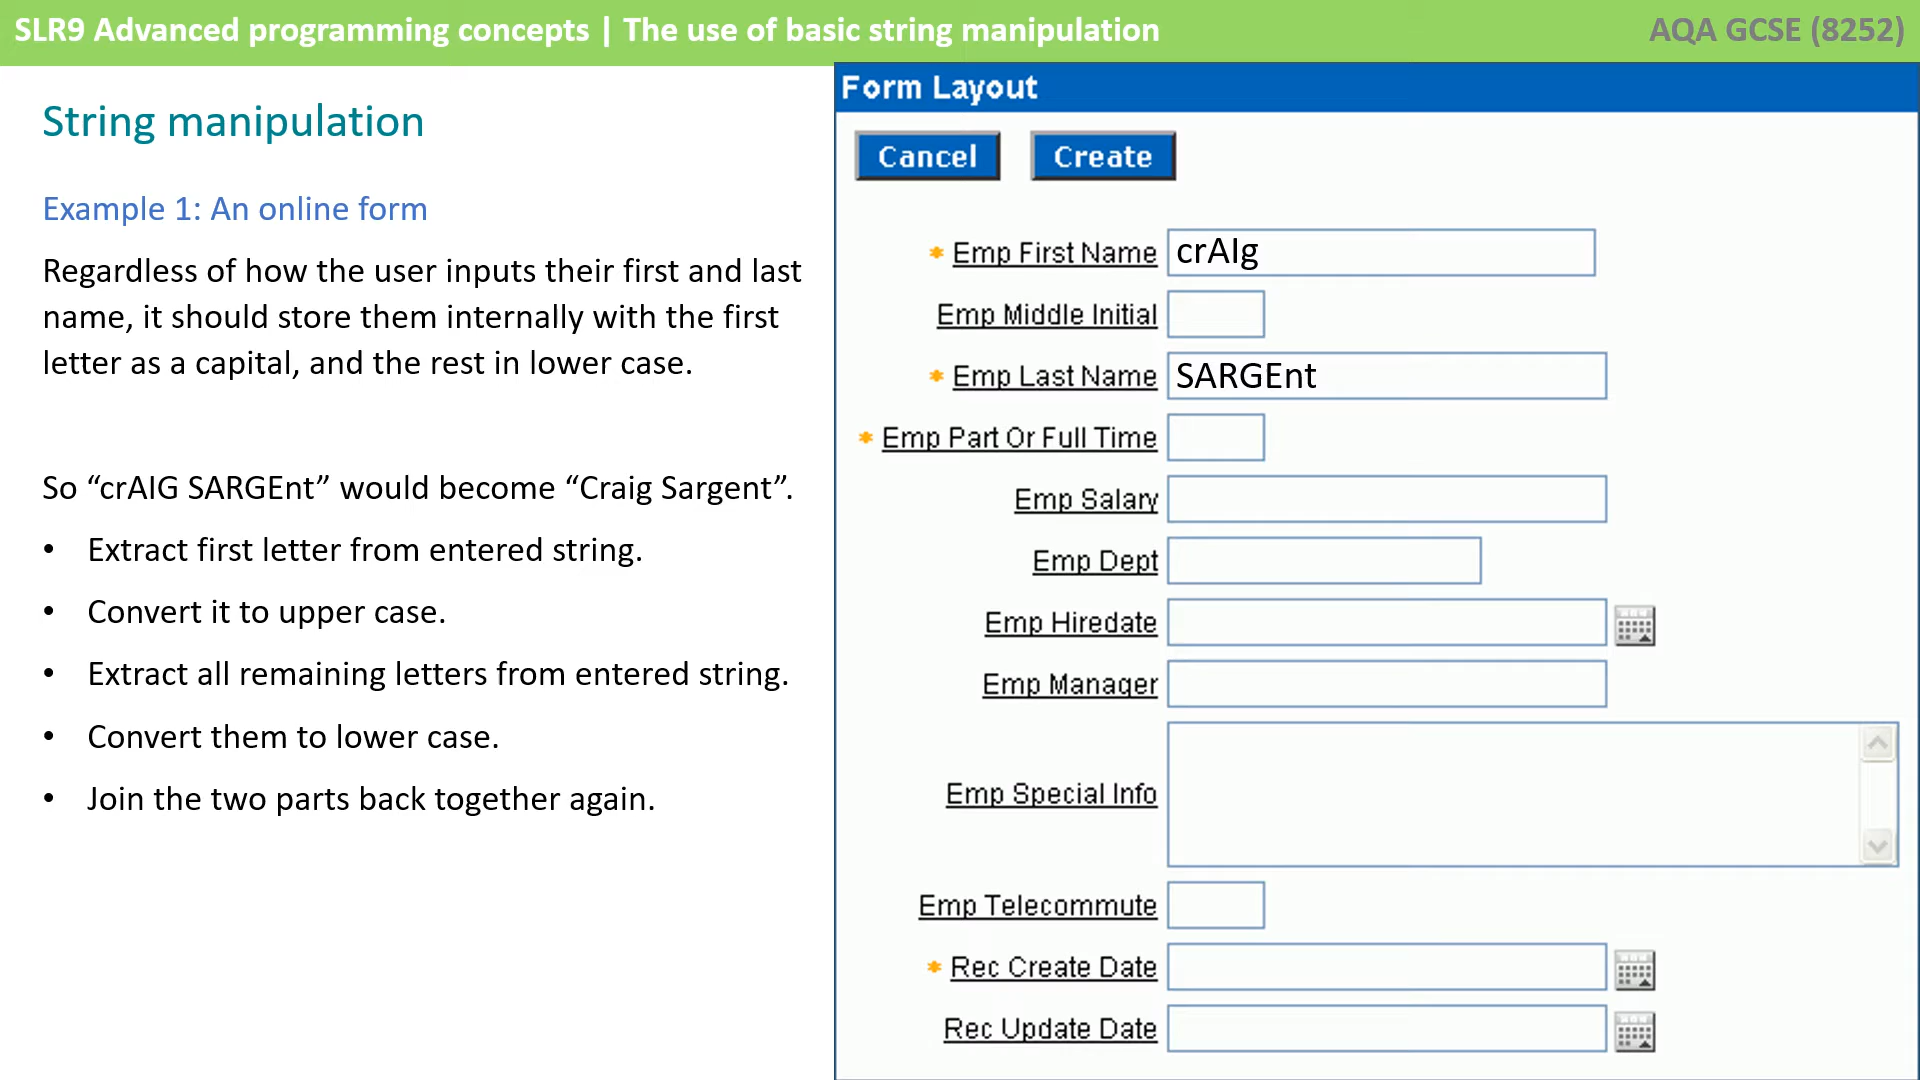 SLR9 Advanced programming concepts | The use of basic string manipulation
AQA GCSE (8252)
String manipulation
Example 1: An online form
Regardless of how the user inputs their first and last
name, it should store them internally with the first
letter as a capital, and the rest in lower case.
So “crAIG SARGEnt” would become “Craig Sargent”.
• Extract first letter from entered string.
• Convert it to upper case.
• Extract all remaining letters from entered string.
• Convert them to lower case.
• Join the two parts back together again.
Form Layout
Cancel
Create
* Emp First Name crAIg
Emp Middle Initial
* Emp Last Name SARGEnt
* Emp Part Or Full Time
Emp Salary
Emp Dept
Emp Hiredate
Emp Manager
Emp Special Info
Emp Telecommute
* Rec Create Date
Rec Update Date